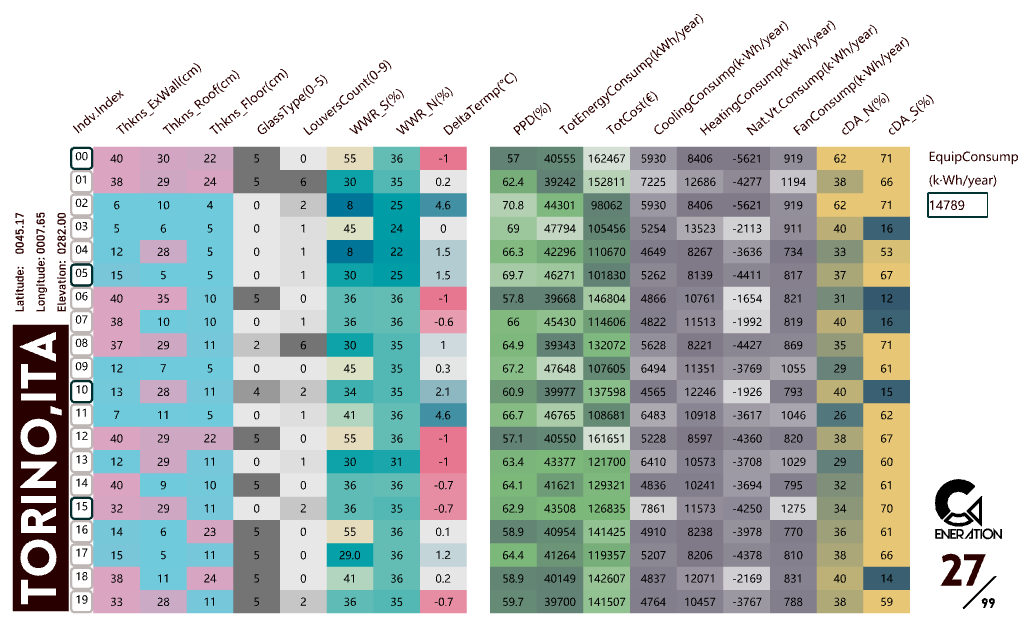 Indv.Index Thkns_ExWall(cm) Thkns_Roof(cm) Thkns_Floor(cm) GlassType(0-5) LouversCount(0-9) WWR_S(%) WWR_N(%) DeltaTermp(°C) PPD(%) TotEnergyConsump(kWh/year) TotCost(€) CoolingConsump(k·Wh/year) HeatingConsump(k·Wh/year) Nat.Vt.Consump(k·Wh/year) FanConsump(k·Wh/year) cDA_N(%) cDA_S(%)
00 40 30 22 5 0 55 36 -1 57 40555 162467 5930 8406 -5621 919 62 71
01 38 29 24 5 6 30 35 0.2 62.4 39242 152811 7225 12686 -4277 1194 38 66
02 6 10 4 0 2 8 25 4.6 70.8 44301 98062 5930 8406 -5621 919 62 71
03 5 6 5 0 1 45 24 0 69 47794 105456 5254 13523 -2113 911 40 16
04 12 28 5 0 1 8 22 1.5 66.3 42296 110670 4649 8267 -3636 734 33 53
05 15 5 5 0 1 30 25 1.5 69.7 46271 101830 5262 8139 -4411 817 37 67
06 40 35 10 5 0 36 36 -1 57.8 39668 146804 4866 10761 -1654 821 31 12
07 38 10 10 0 1 36 36 -0.6 66 45430 114606 4822 11513 -1992 819 40 16
08 37 29 11 2 6 30 35 1 64.9 39343 132072 5628 8221 -4427 869 35 71
09 12 7 5 0 0 45 35 0.3 67.2 47648 107605 6494 11351 -3769 1055 29 61
10 13 28 11 4 2 34 35 2.1 60.9 39977 137598 4565 12246 -1926 793 40 15
11 7 11 5 0 1 41 36 4.6 66.7 46765 108681 6483 10918 -3617 1046 26 62
12 40 29 22 5 0 55 36 -1 57.1 40550 161651 5228 8597 -4360 820 38 67
13 12 29 11 0 1 30 31 -1 63.4 43377 121700 6410 10573 -3708 1029 29 60
14 40 9 10 5 0 36 36 -0.7 64.1 41621 129321 4836 10241 -3694 795 32 61
15 32 29 11 0 2 36 35 -0.7 62.9 43508 126835 7861 11573 -4250 1275 34 70
16 14 6 23 5 0 55 36 0.1 58.9 40954 141425 4910 8238 -3978 770 36 61
17 15 5 11 5 0 29.0 36 1.2 64.4 41264 119357 5207 8206 -4378 810 38 66
18 38 11 24 5 0 41 36 0.2 58.9 40149 142607 4837 12071 -2169 831 40 14
19 33 28 11 5 2 36 35 -0.7 59.7 39700 141507 4764 10457 -3767 788 38 59
EquipConsump
(k·Wh/year)
14789
Latitude: 0045.17
Longitude: 0007.65
Elevation: 0282.00
TORINO,ITA
ENERATION
27/99